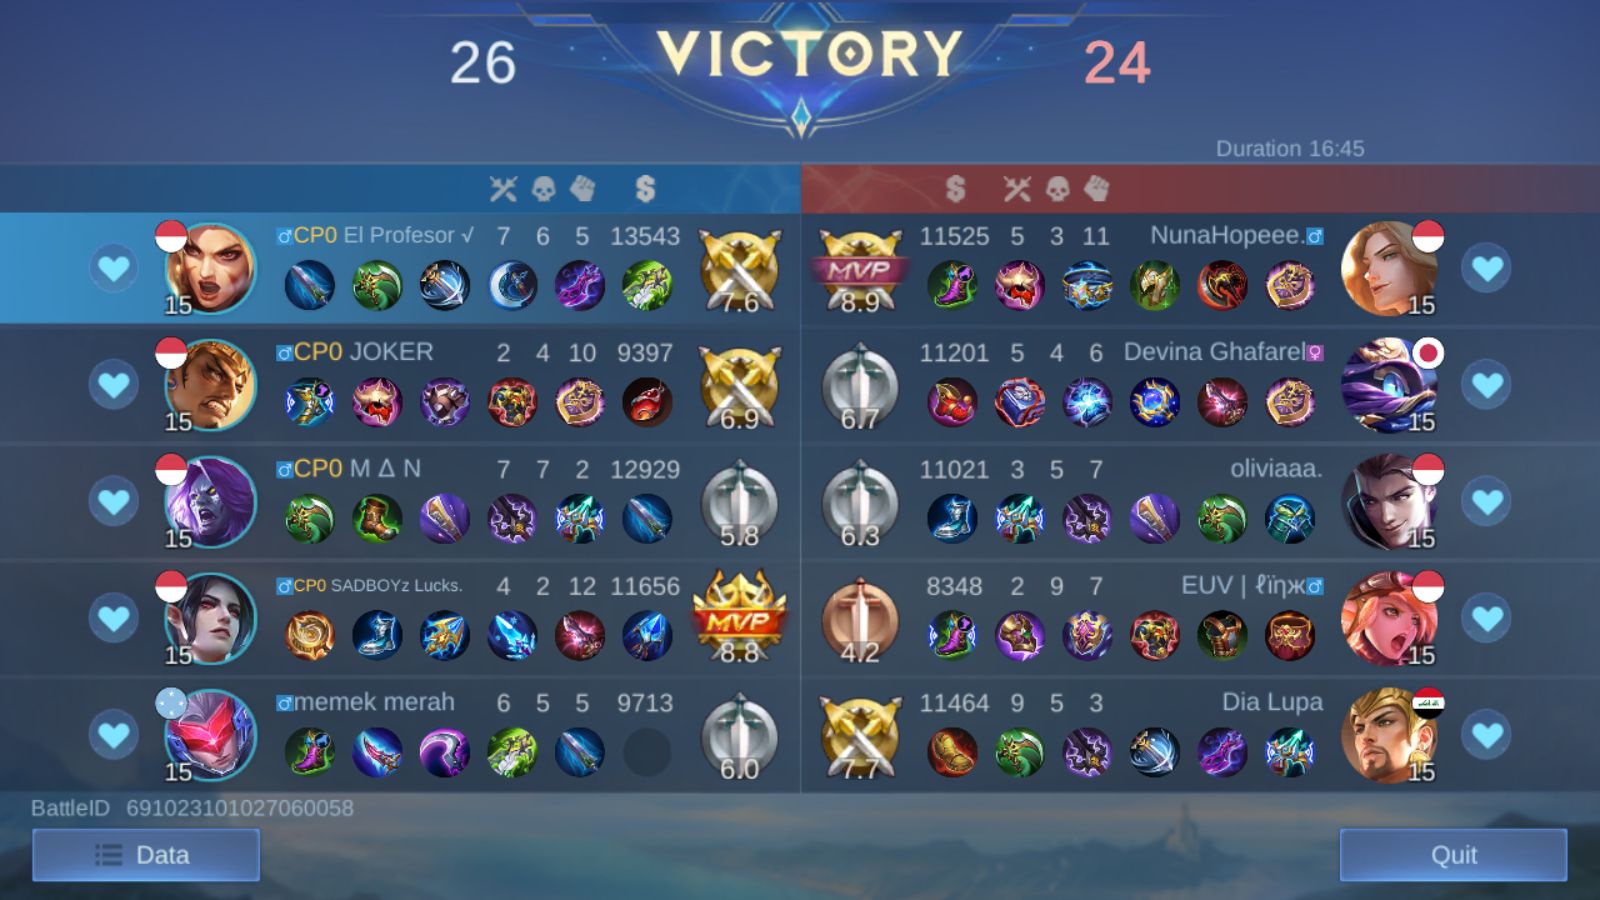 26 VICTORY 24
Duration 16:45
CP0 El Profesor √ 7 6 5 13543 7.6
15
MVP 8.9 11525 5 3 11 NunaHopeee.
15
CP0 JOKER 2 4 10 9397 6.9
15
6.7 11201 5 4 6 Devina Ghafarel
15
CP0 M Δ N 7 7 2 12929 5.8
15
6.3 11021 3 5 7 oliviaaa.
15
CP0 SADBOYz Lucks. 4 2 12 11656 MVP 8.8
15
4.2 8348 2 9 7 EUV | ℓïηж
15
memek merah 6 5 5 9713 6.0
15
7.7 11464 9 5 3 Dia Lupa
15
BattleID 691023101027060058
Data
Quit